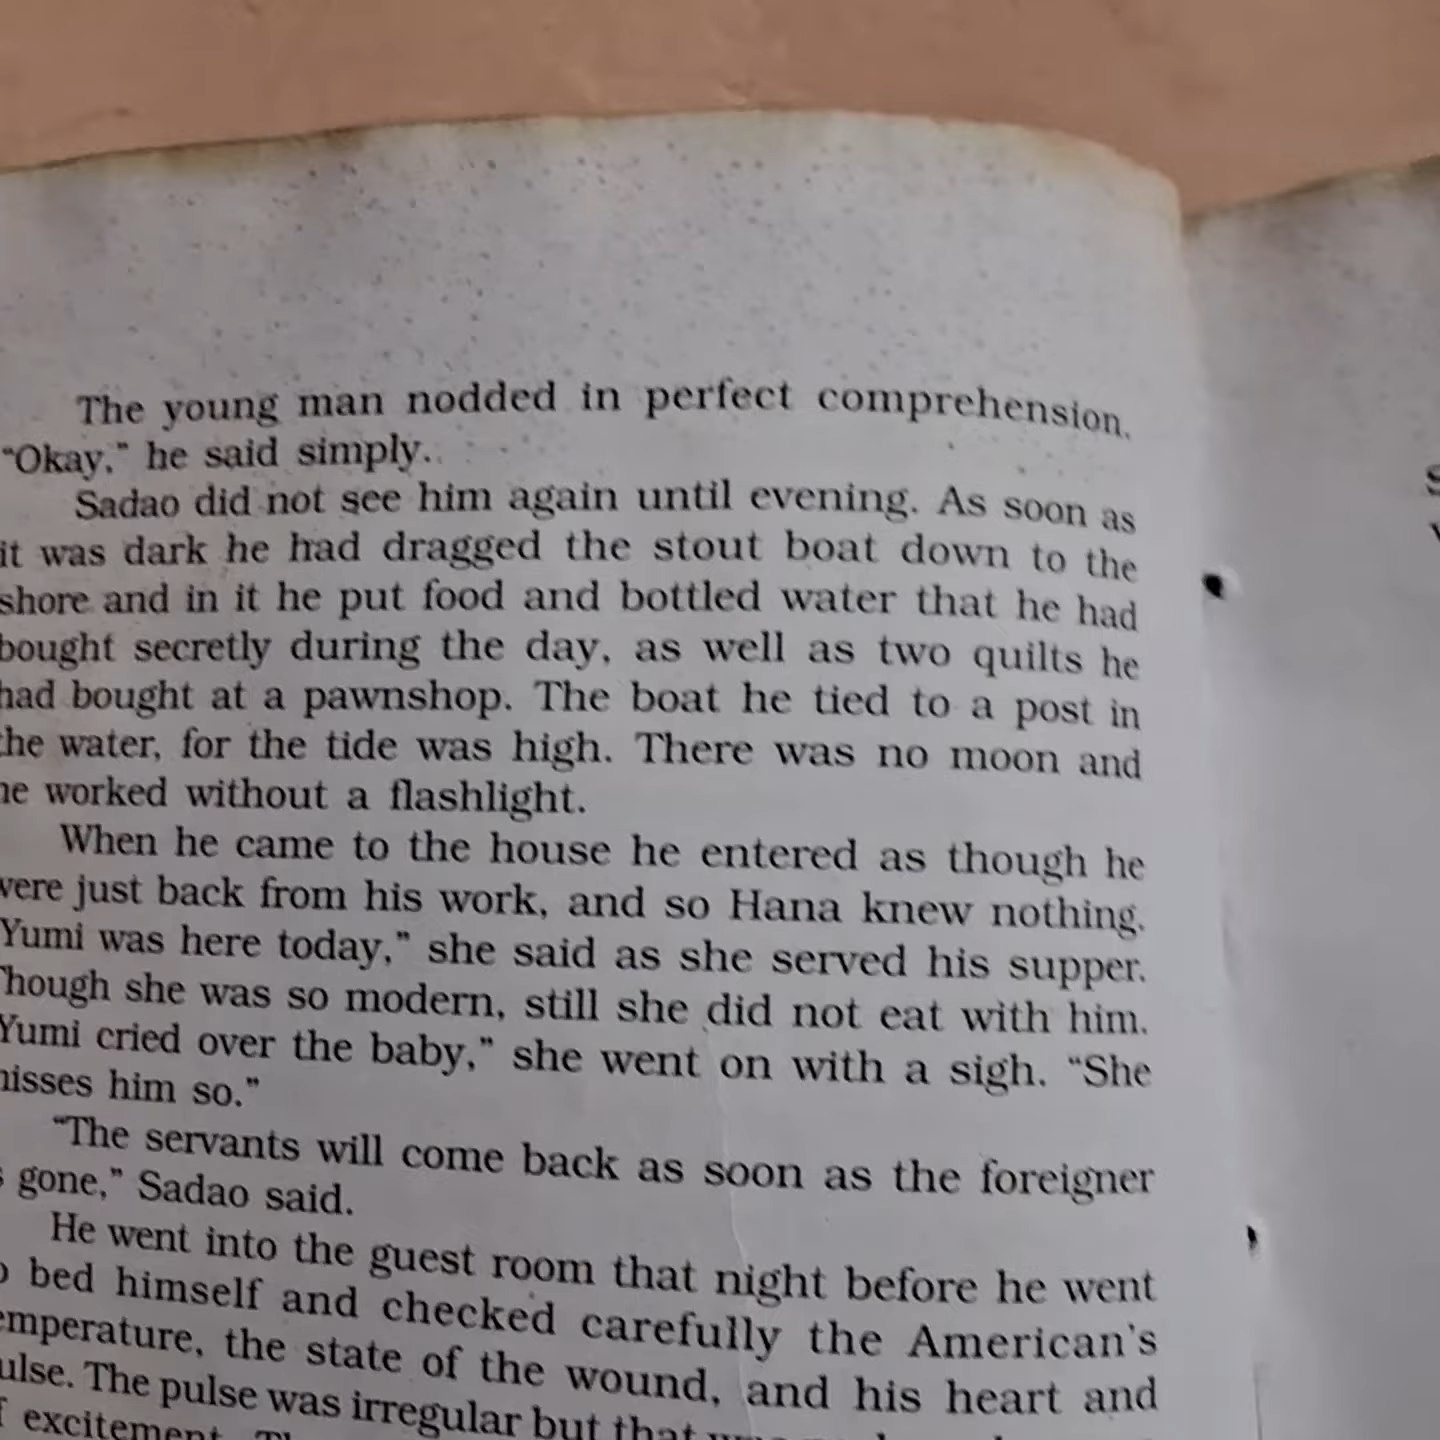 The young man nodded in perfect comprehension.
“Okay,” he said simply.
Sadao did not see him again until evening. As soon as
it was dark he had dragged the stout boat down to the
shore and in it he put food and bottled water that he had
bought secretly during the day, as well as two quilts he
had bought at a pawnshop. The boat he tied to a post in
the water, for the tide was high. There was no moon and
he worked without a flashlight.
When he came to the house he entered as though he
were just back from his work, and so Hana knew nothing.
Yumi was here today,” she said as she served his supper.
Though she was so modern, still she did not eat with him.
Yumi cried over the baby,” she went on with a sigh. “She
misses him so.”
“The servants will come back as soon as the foreigner
gone,” Sadao said.
He went into the guest room that night before he went
bed himself and checked carefully the American's
temperature, the state of the wound, and his heart and
pulse. The pulse was irregular but that
excitement.